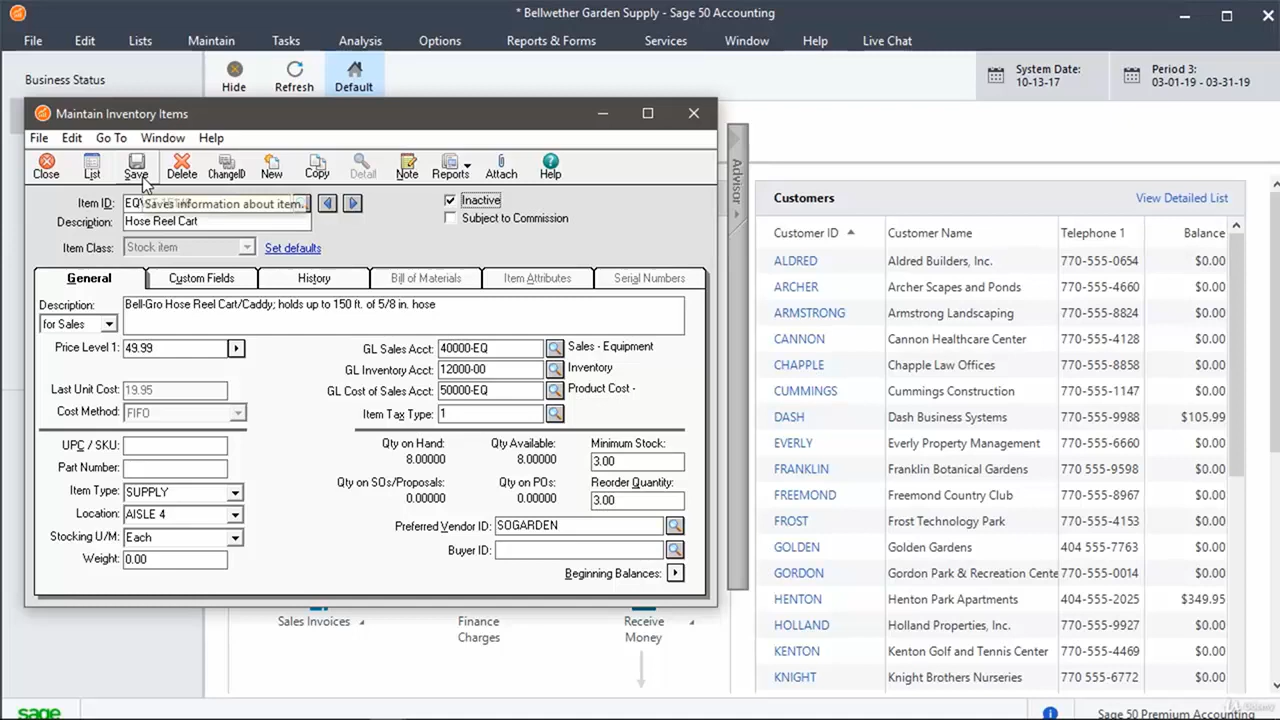 * Bellwether Garden Supply - Sage 50 Accounting
File Edit Lists Maintain Tasks Analysis Options Reports & Forms Services Window Help Live Chat
Business Status
Hide Refresh Default
System Date:
10-13-17
Period 3:
03-01-19 - 03-31-19
Maintain Inventory Items
File Edit Go To Window Help
Close List Save Delete ChangeID New Copy Detail Note Reports Attach Help
Item ID:
Saves information about item.
Inactive
Description: Hose Reel Cart
Subject to Commission
Item Class: Stock item Set defaults
General Custom Fields History Bill of Materials Item Attributes Serial Numbers
Description: Bell-Gro Hose Reel Cart/Caddy; holds up to 150 ft. of 5/8 in. hose
for Sales
Price Level 1: 49.99
GL Sales Acct: 40000-EQ Sales - Equipment
GL Inventory Acct: 12000-00 Inventory
Last Unit Cost: 19.95
GL Cost of Sales Acct: 50000-EQ Product Cost -
Cost Method: FIFO
Item Tax Type: 1
UPC / SKU:
Qty on Hand: Qty Available: Minimum Stock:
8.00000 8.00000 3.00
Part Number:
Qty on SOs/Proposals: Qty on POs: Reorder Quantity:
0.00000 0.00000 3.00
Item Type: SUPPLY
Location: AISLE 4
Preferred Vendor ID: SOGARDEN
Stocking U/M: Each
Buyer ID:
Weight: 0.00
Beginning Balances:
Advisor
Customers View Detailed List
Customer ID Customer Name Telephone 1 Balance
ALDRED Aldred Builders, Inc. 770-555-0654 $0.00
ARCHER Archer Scapes and Ponds 770-555-4660 $0.00
ARMSTRONG Armstrong Landscaping 770-555-8824 $0.00
CANNON Cannon Healthcare Center 770-555-4128 $0.00
CHAPPLE Chapple Law Offices 770-555-8858 $0.00
CUMMINGS Cummings Construction 770-555-1147 $0.00
DASH Dash Business Systems 770-555-9988 $105.99
EVERLY Everly Property Management 770-555-6660 $0.00
FRANKLIN Franklin Botanical Gardens 770 555-9598 $0.00
FREEMOND Freemond Country Club 770-555-8967 $0.00
FROST Frost Technology Park 770-555-4153 $0.00
GOLDEN Golden Gardens 404 555-7763 $0.00
GORDON Gordon Park & Recreation Cente 770-555-0014 $0.00
HENTON Henton Park Apartments 404-555-2025 $349.95
HOLLAND Holland Properties, Inc. 770-555-9927 $0.00
KENTON Kenton Golf and Tennis Center 770-555-4469 $0.00
KNIGHT Knight Brothers Nurseries 770 555-6772 $0.00
Sales Invoices
Finance
Charges
Receive
Money
sage
Sage 50 Premium Accounting